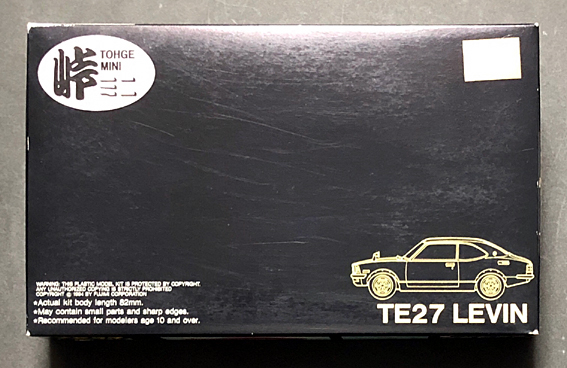 峠
TOHGE
MINI
ミニ
WARNING: THIS PLASTIC MODEL KIT IS PROTECTED BY COPYRIGHT.
ANY UNAUTHORIZED COPYING IS STRICTLY PROHIBITED
COPYRIGHT © 1994 BY FUJIMI CORPORATION
★Actual kit body length 82mm.
★May contain small parts and sharp edges.
★Recommended for modelers age 10 and over.
TE27 LEVIN